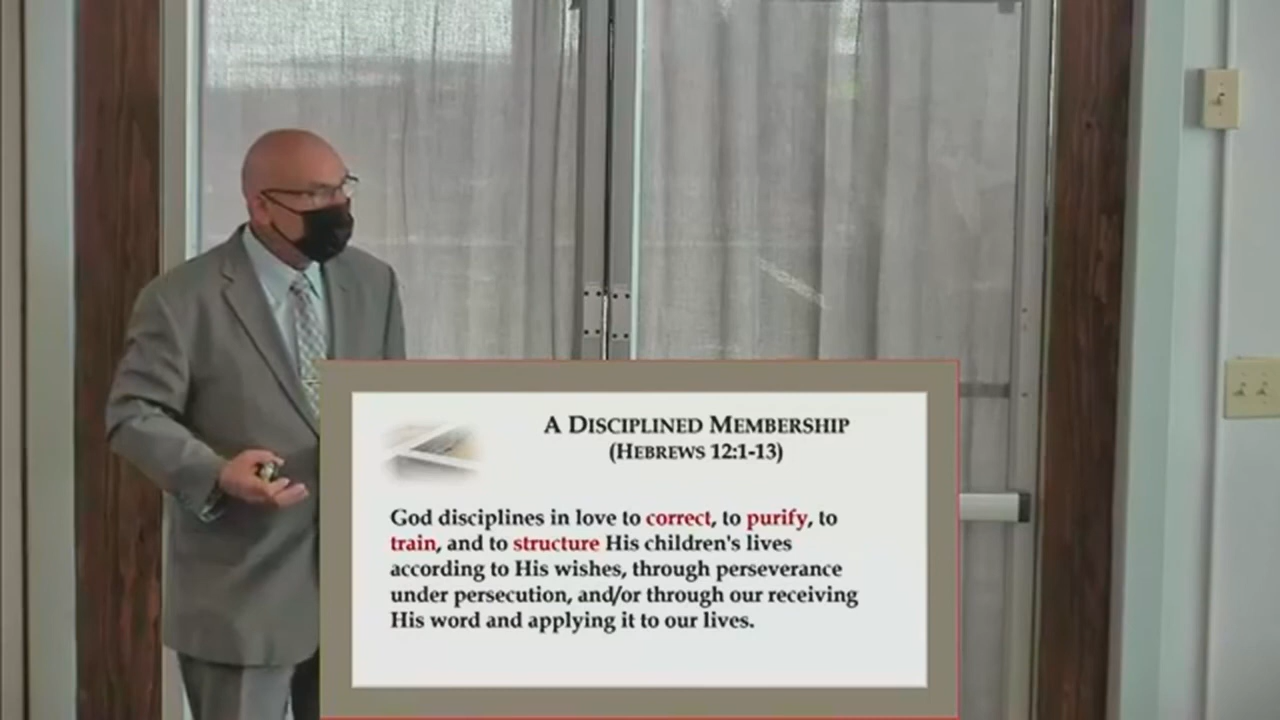 A Disciplined Membership
(Hebrews 12:1-13)
God disciplines in love to correct, to purify, to
train, and to structure His children's lives
according to His wishes, through perseverance
under persecution, and/or through our receiving
His word and applying it to our lives.